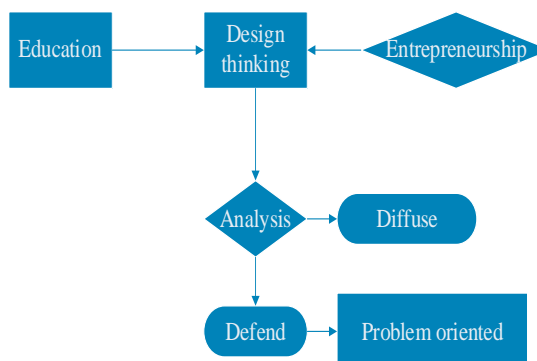 Education
Design
thinking
Entrepreneurship
Analysis
Diffuse
Defend
Problem oriented